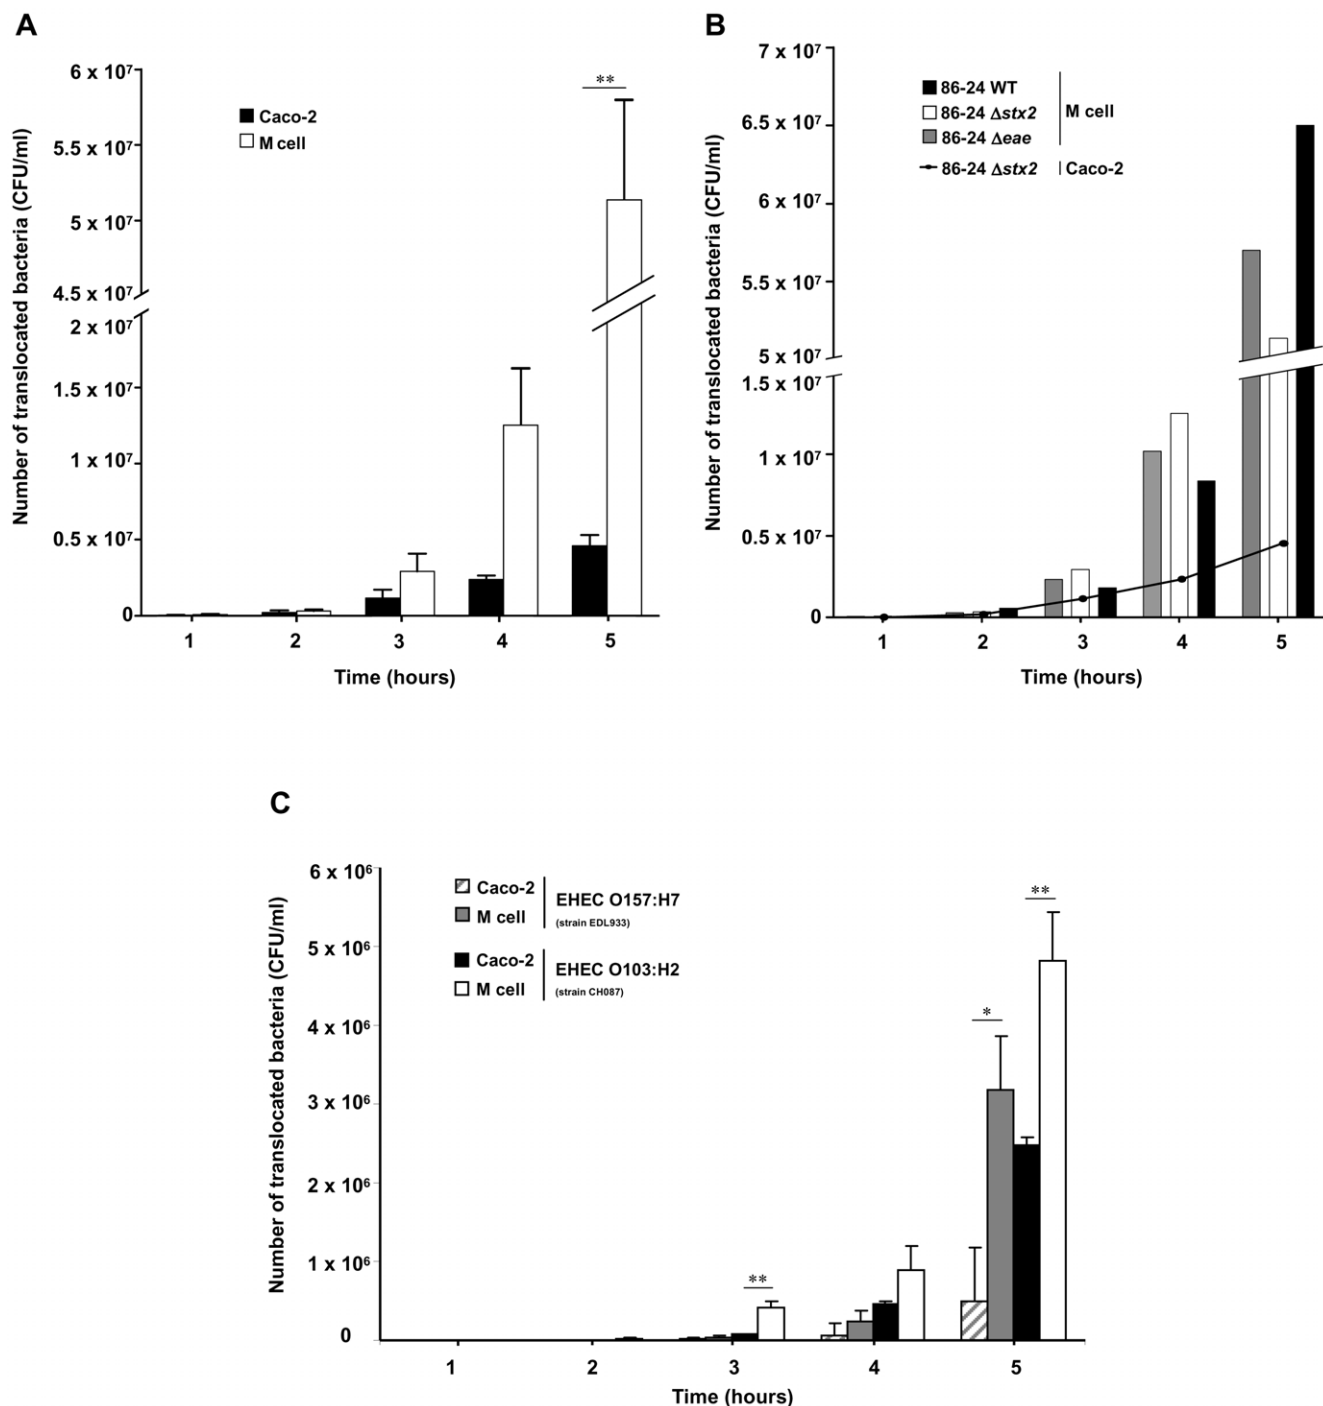 A
Number of translocated bacteria (CFU/ml)
6 x 10⁷
5.5 x 10⁷
5 x 10⁷
4.5 x 10⁷
2 x 10⁷
1.5 x 10⁷
1 x 10⁷
0.5 x 10⁷
0
Caco-2
M cell
**
1 2 3 4 5
Time (hours)
B
Number of translocated bacteria (CFU/ml)
7 x 10⁷
6.5 x 10⁷
6 x 10⁷
5.5 x 10⁷
5 x 10⁷
1.5 x 10⁷
1 x 10⁷
0.5 x 10⁷
0
86-24 WT
86-24 Δstx2
86-24 Δeae
M cell
86-24 Δstx2
Caco-2
1 2 3 4 5
Time (hours)
C
Number of translocated bacteria (CFU/ml)
6 x 10⁶
5 x 10⁶
4 x 10⁶
3 x 10⁶
2 x 10⁶
1 x 10⁶
0
Caco-2
M cell
EHEC O157:H7
(strain EDL933)
Caco-2
M cell
EHEC O103:H2
(strain CH087)
**
*
**
1 2 3 4 5
Time (hours)